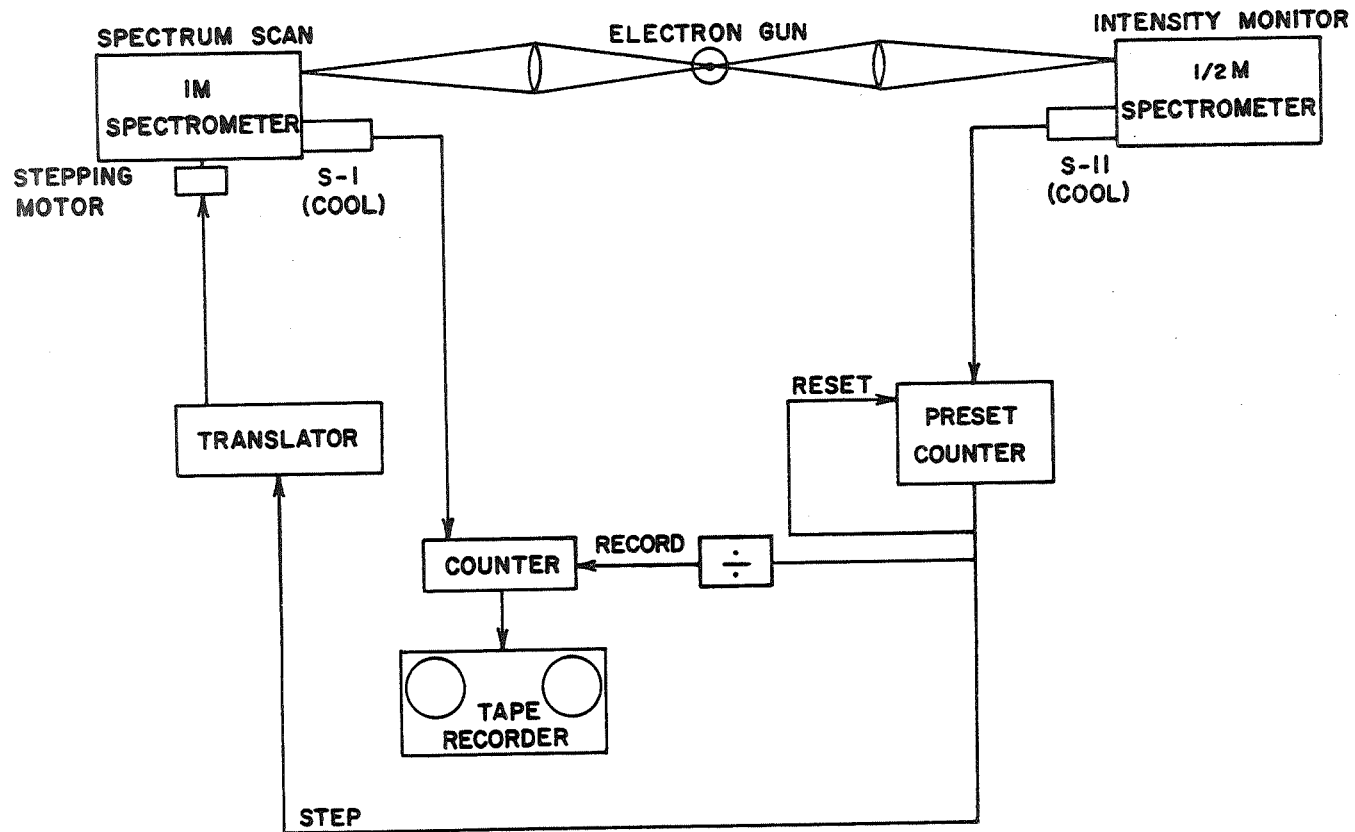 SPECTRUM SCAN
ELECTRON GUN
INTENSITY MONITOR
1M
SPECTROMETER
1/2 M
SPECTROMETER
STEPPING
MOTOR
S-1
(COOL)
S-11
(COOL)
RESET
PRESET
COUNTER
TRANSLATOR
RECORD
÷
COUNTER
TAPE
RECORDER
STEP